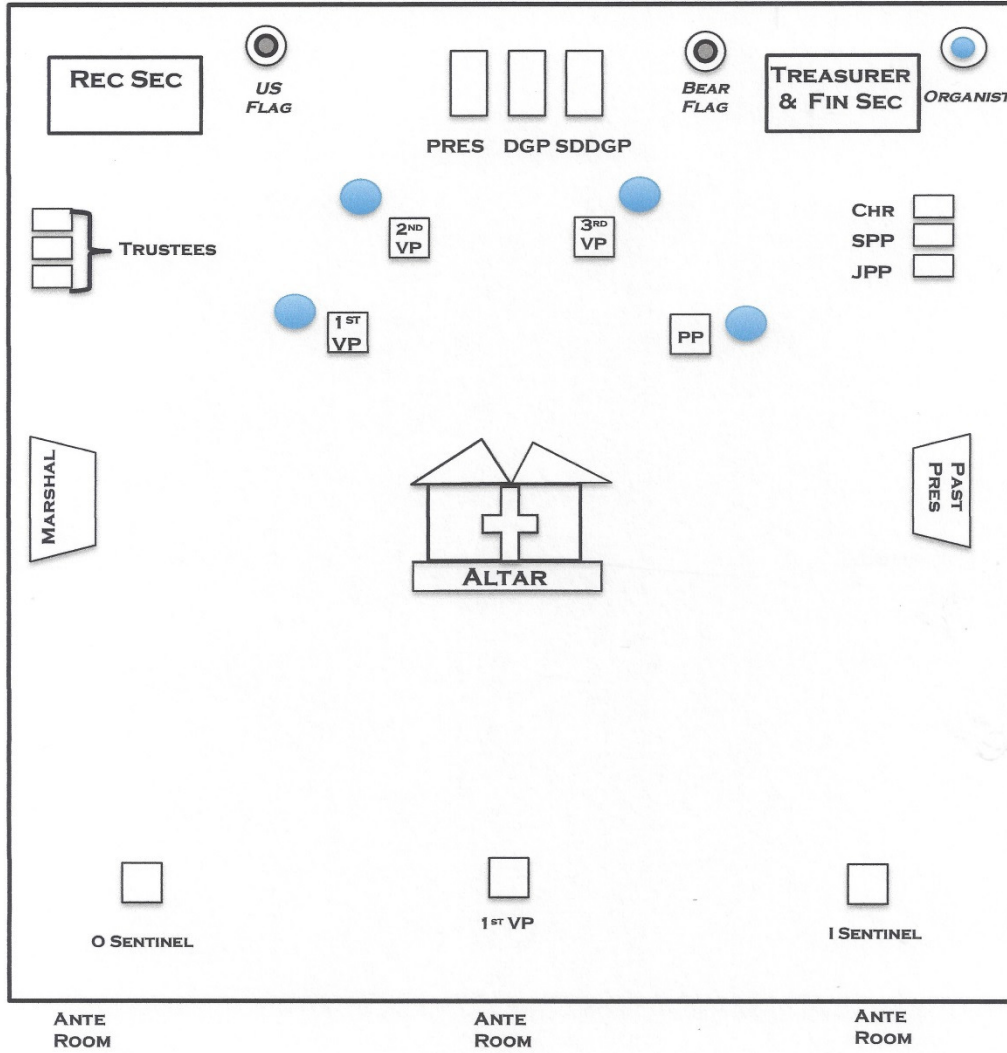 REC SEC
US
FLAG
PRES DGP SDDGP
BEAR
FLAG
TREASURER
& FIN SEC
ORGANIST
TRUSTEES
2ND
VP
3RD
VP
CHR
SPP
JPP
1ST
VP
PP
MARSHAL
PAST
PRES
ALTAR
O SENTINEL
1ST VP
I SENTINEL
ANTE
ROOM
ANTE
ROOM
ANTE
ROOM